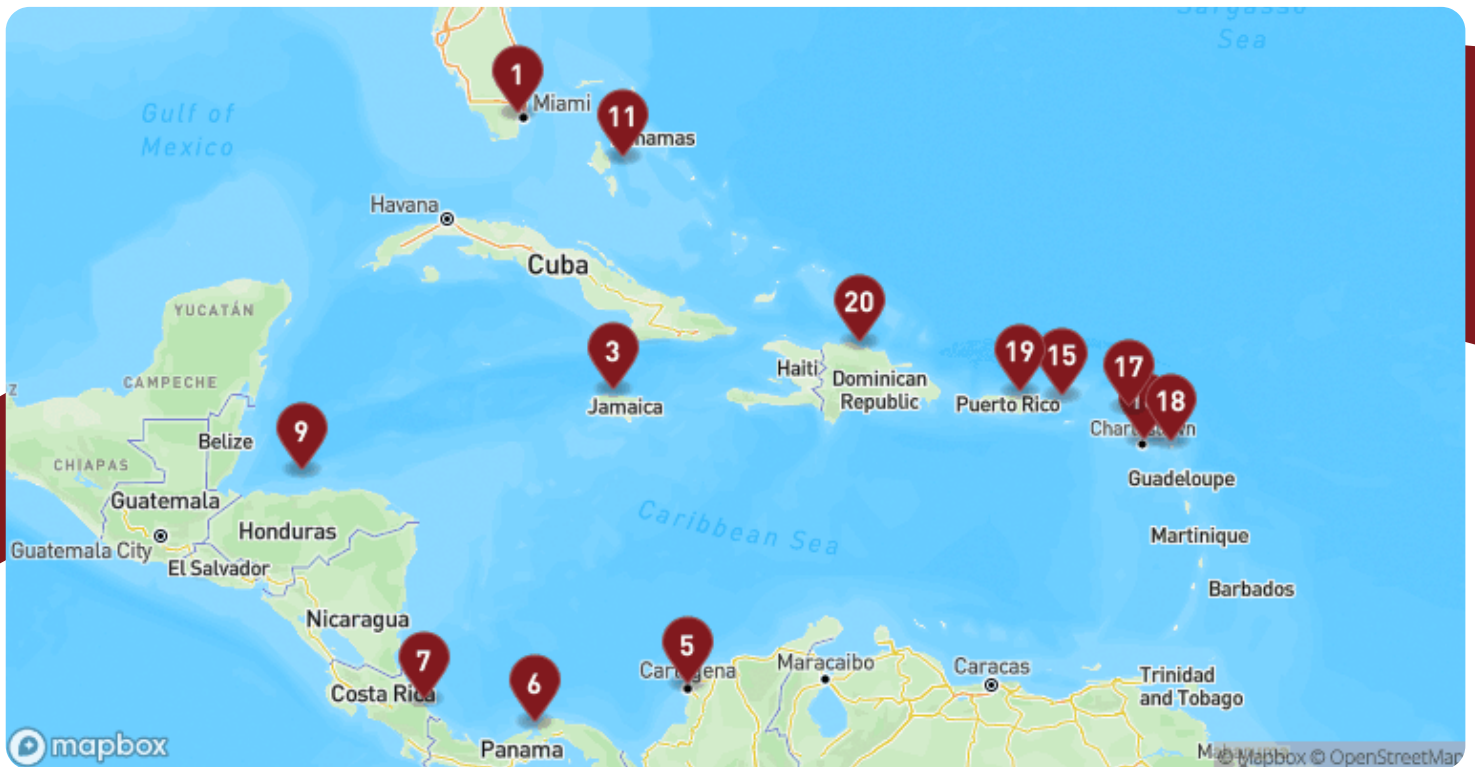 Sargasso
Sea
1
Miami
Gulf of
Mexico
11
Havana
Cuba
YUCATÁN
20
CAMPECHE
3
Jamaica
Haiti
Dominican
Republic
19
15
Puerto Rico
17
18
9
Belize
CHIAPAS
Guatemala
Guadeloupe
Guatemala City
Honduras
Caribbean Sea
Martinique
El Salvador
Barbados
Nicaragua
5
Maracaibo
Caracas
Trinidad
and Tobago
7
Costa Rica
6
Panama
mapbox
© Mapbox © OpenStreetMap